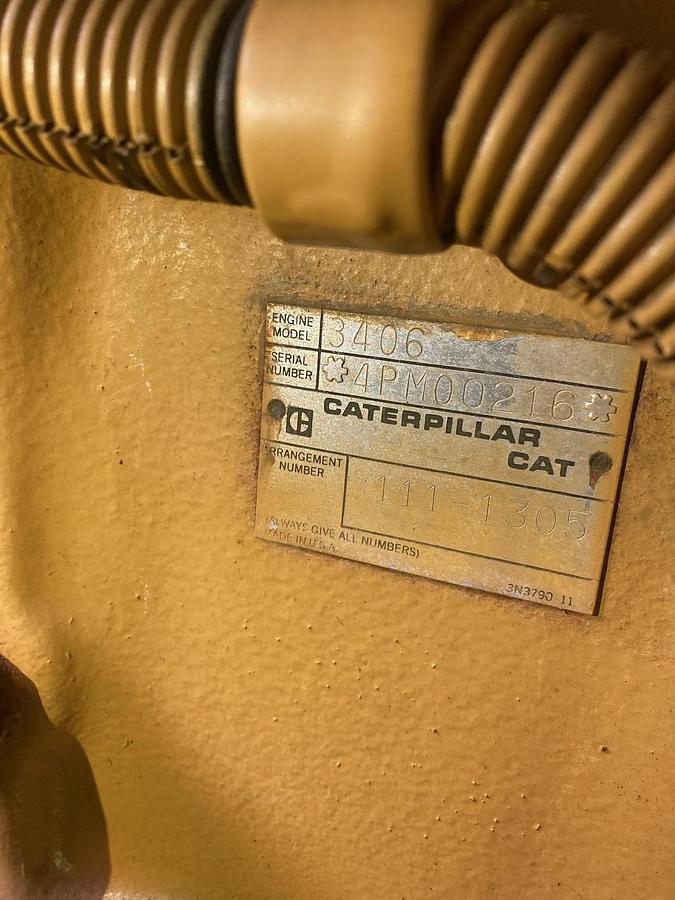 ENGINE MODEL 3406
SERIAL NUMBER *4PM00216*
CATERPILLAR
CAT
ARRANGEMENT NUMBER 111-1305
(ALWAYS GIVE ALL NUMBERS)
MADE IN U.S.A.
3N3790 11